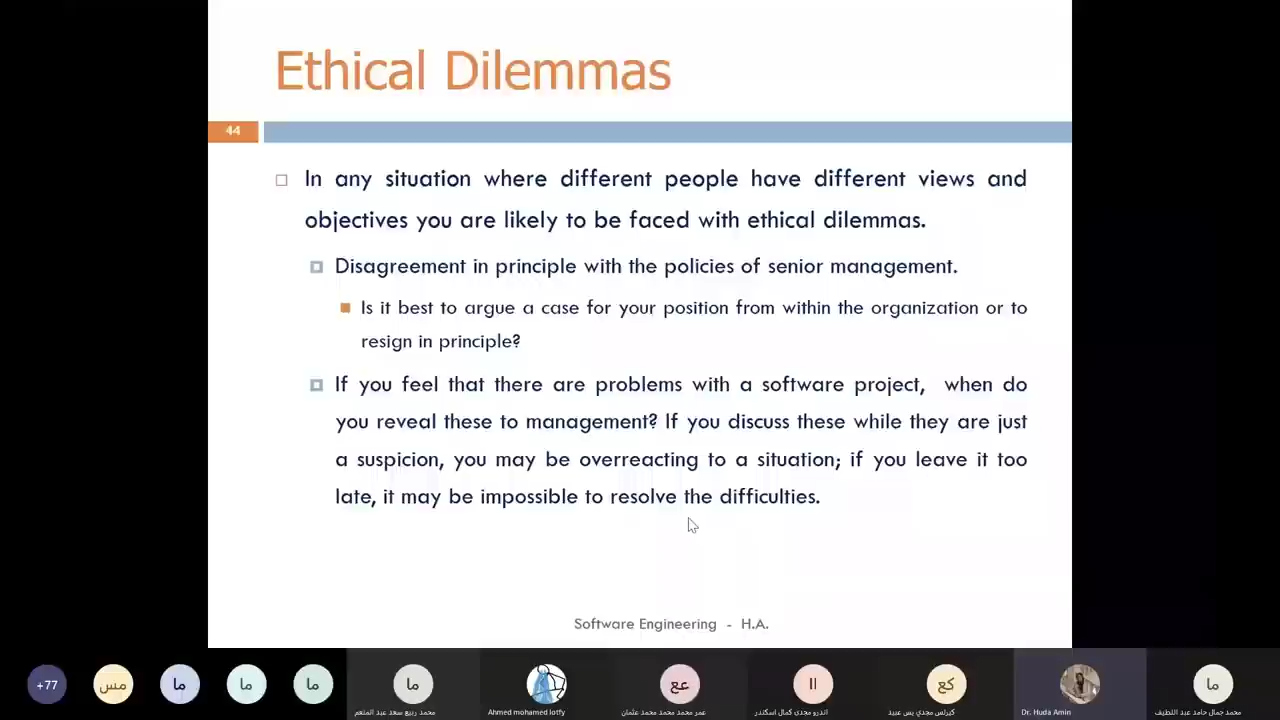 Ethical Dilemmas
44
In any situation where different people have different views and
objectives you are likely to be faced with ethical dilemmas.
Disagreement in principle with the policies of senior management.
Is it best to argue a case for your position from within the organization or to
resign in principle?
If you feel that there are problems with a software project, when do
you reveal these to management? If you discuss these while they are just
a suspicion, you may be overreacting to a situation; if you leave it too
late, it may be impossible to resolve the difficulties.
Software Engineering - H.A.
+77 مس ما ما ما ما عع اا كع ما
محمد ربيع سعد عبد المنعم Ahmed mohamed lotfy عمر محمد محمد محمد عثمان اندرو مجدي كمال اسكندر كيرلس مجدي يس عبيد Dr. Huda Amin محمد جمال حامد عبد اللطيف